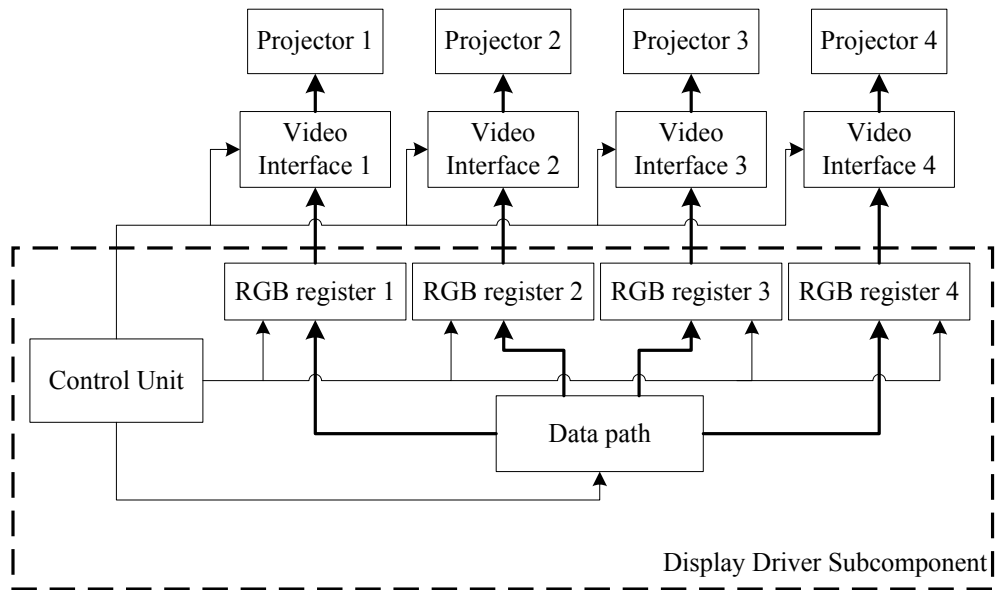 Projector 1
Projector 2
Projector 3
Projector 4
Video
Interface 1
Video
Interface 2
Video
Interface 3
Video
Interface 4
RGB register 1
RGB register 2
RGB register 3
RGB register 4
Control Unit
Data path
Display Driver Subcomponent